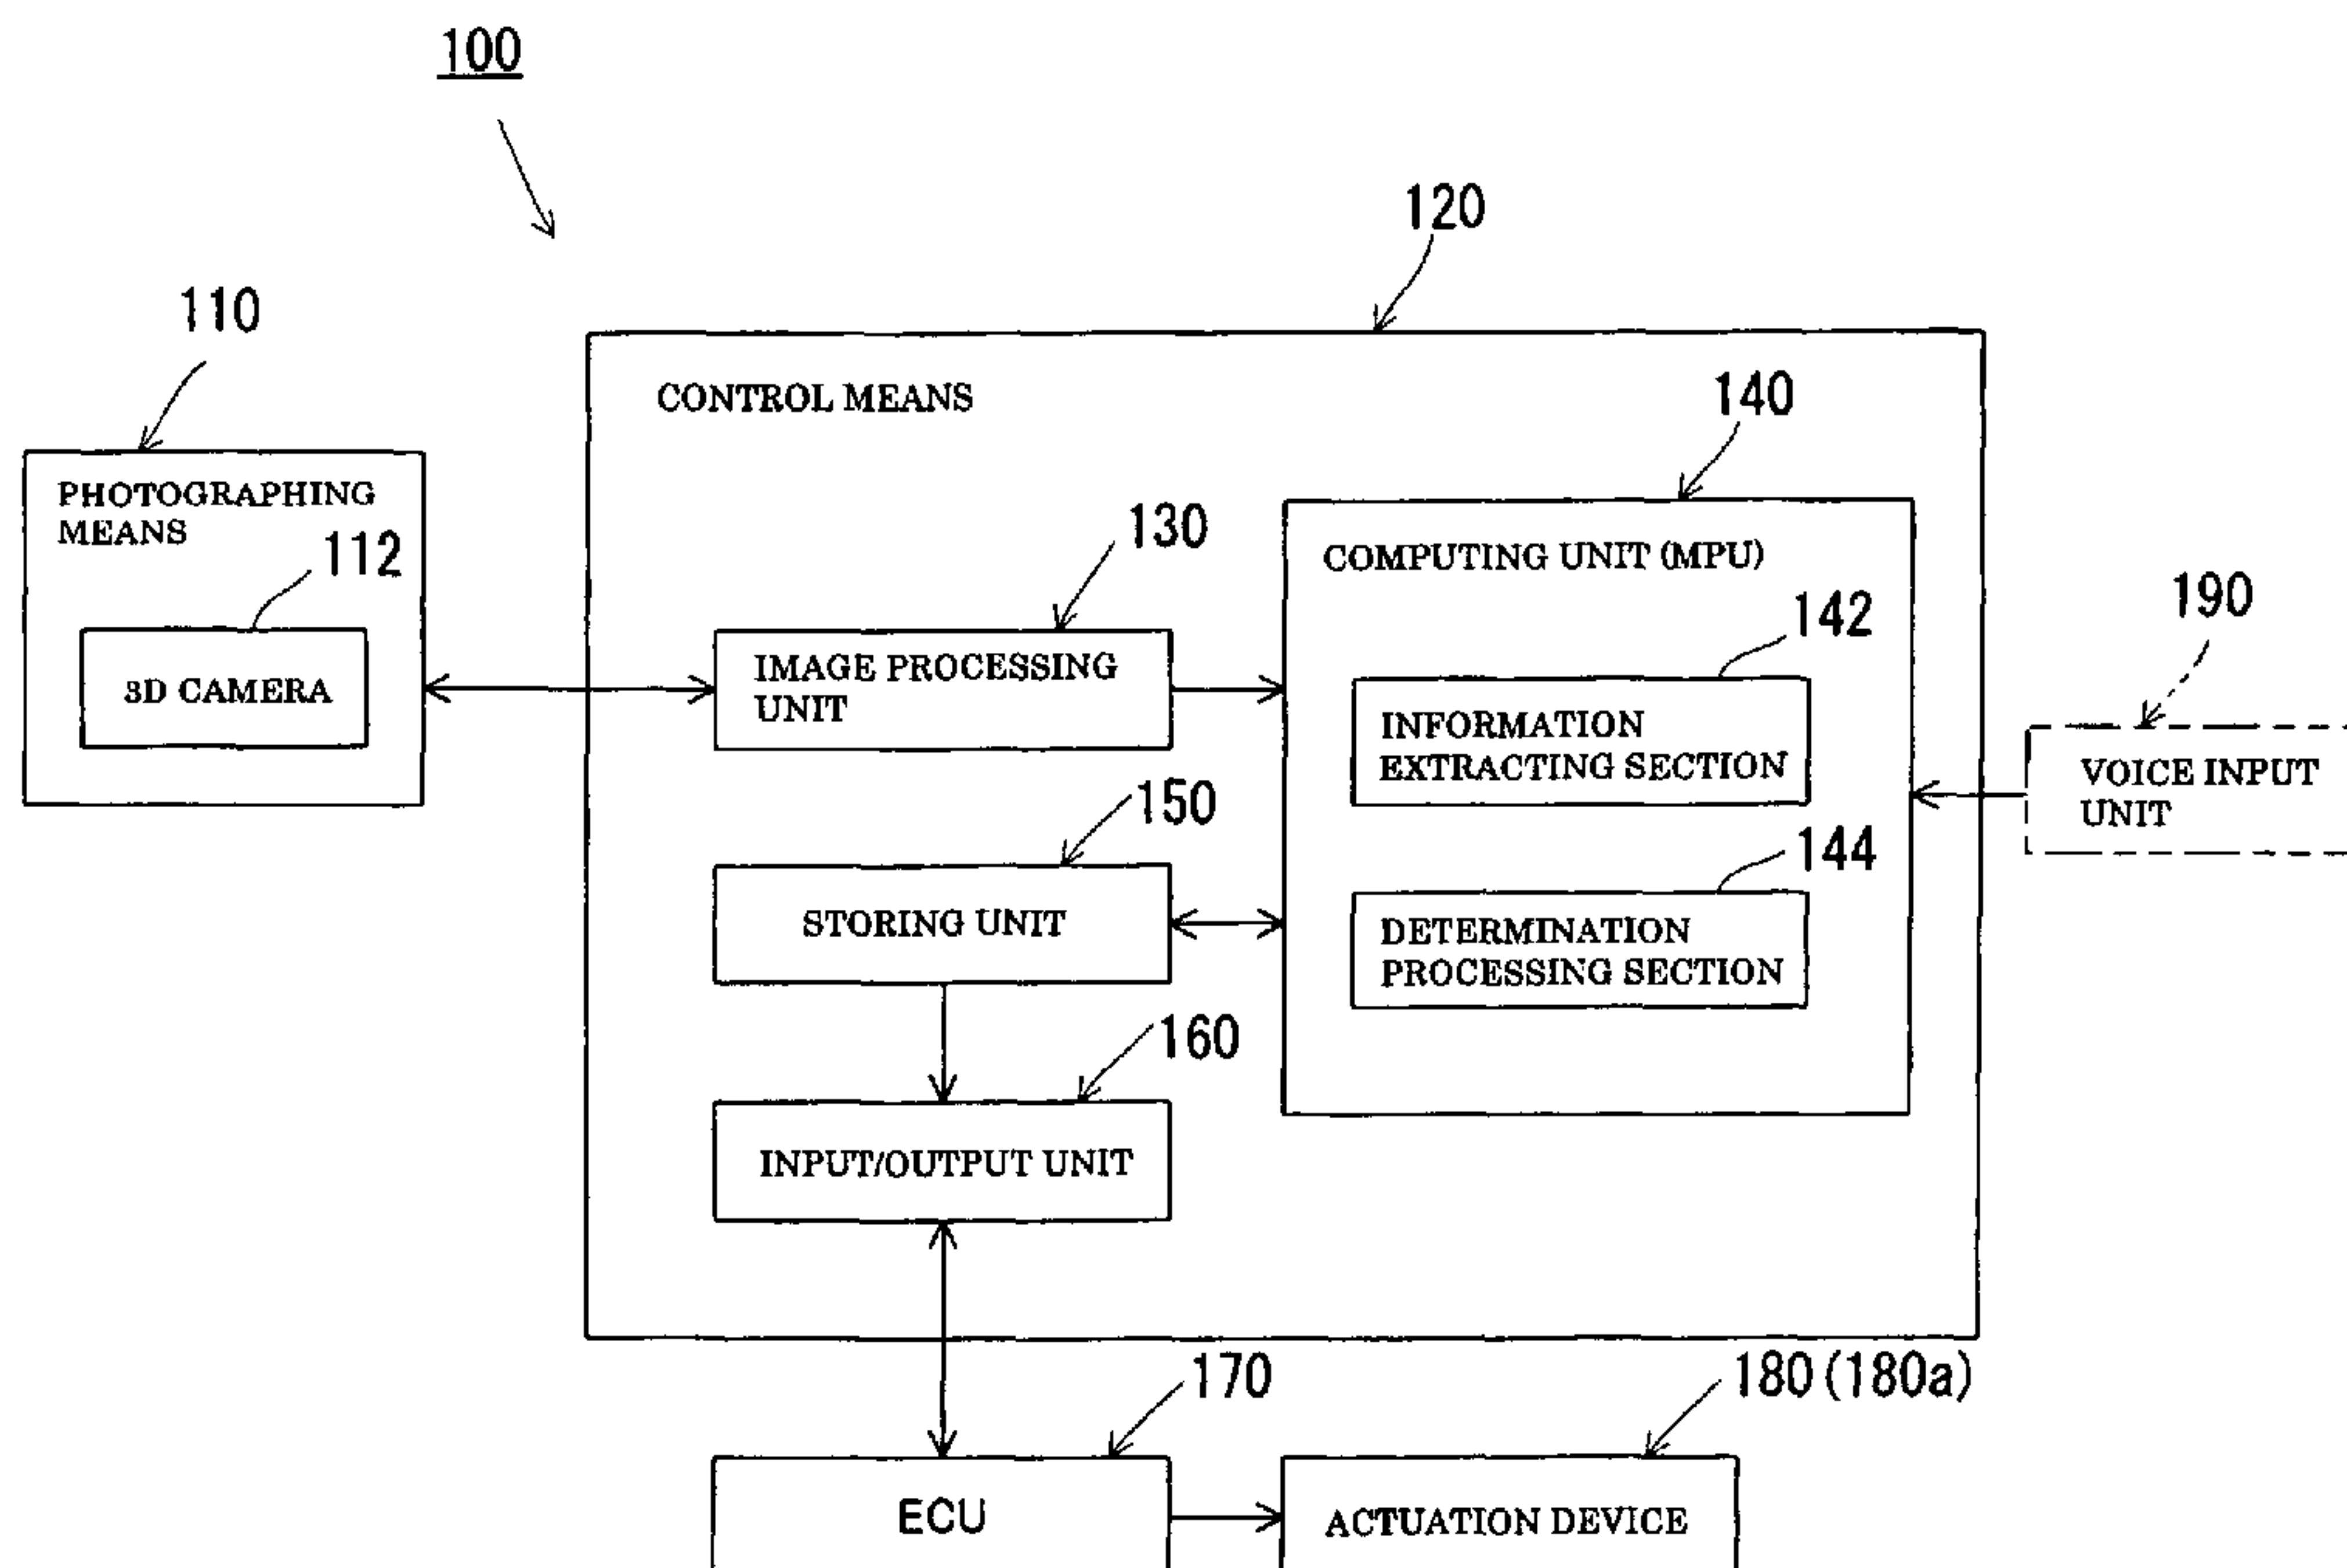 100
120
110
CONTROL MEANS
140
PHOTOGRAPHING
MEANS
112
3D CAMERA
130
IMAGE PROCESSING
UNIT
COMPUTING UNIT (MPU)
142
INFORMATION
EXTRACTING SECTION
190
VOICE INPUT
UNIT
150
STORING UNIT
144
DETERMINATION
PROCESSING SECTION
160
INPUT/OUTPUT UNIT
170
ECU
180 (180a)
ACTUATION DEVICE